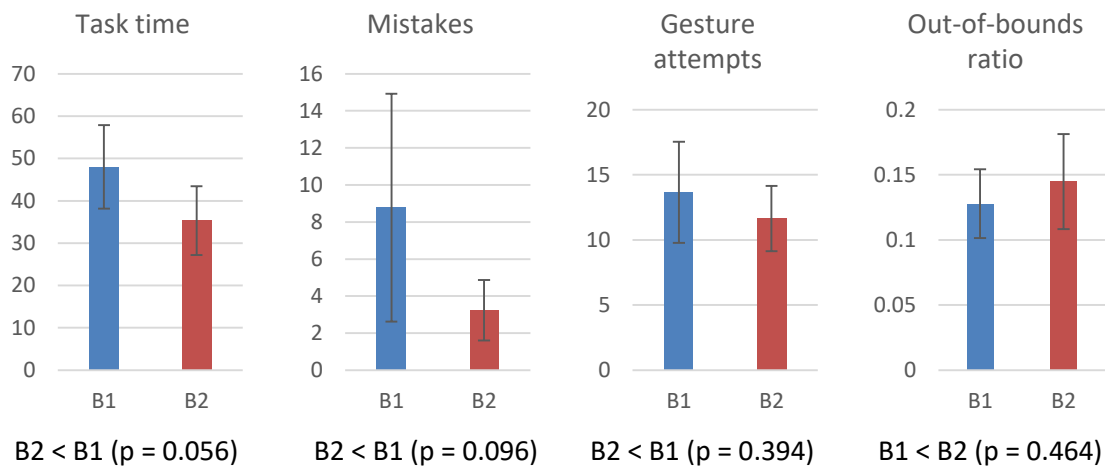 Task time
70
60
50
40
30
20
10
0
B1 B2
B2 < B1 (p = 0.056)
Mistakes
16
14
12
10
8
6
4
2
0
B1 B2
B2 < B1 (p = 0.096)
Gesture
attempts
20
15
10
5
0
B1 B2
B2 < B1 (p = 0.394)
Out-of-bounds
ratio
0.2
0.15
0.1
0.05
0
B1 B2
B1 < B2 (p = 0.464)